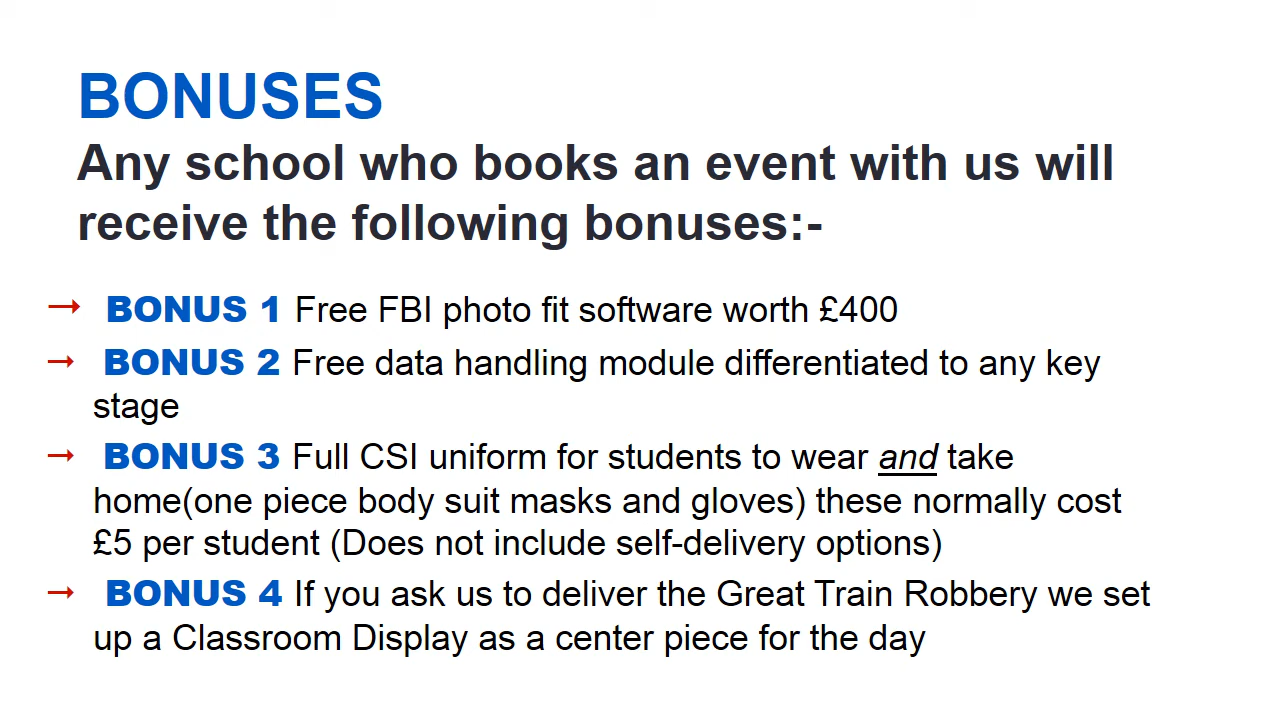 BONUSES
Any school who books an event with us will
receive the following bonuses:-
→ BONUS 1 Free FBI photo fit software worth £400
→ BONUS 2 Free data handling module differentiated to any key
stage
→ BONUS 3 Full CSI uniform for students to wear and take
home(one piece body suit masks and gloves) these normally cost
£5 per student (Does not include self-delivery options)
→ BONUS 4 If you ask us to deliver the Great Train Robbery we set
up a Classroom Display as a center piece for the day